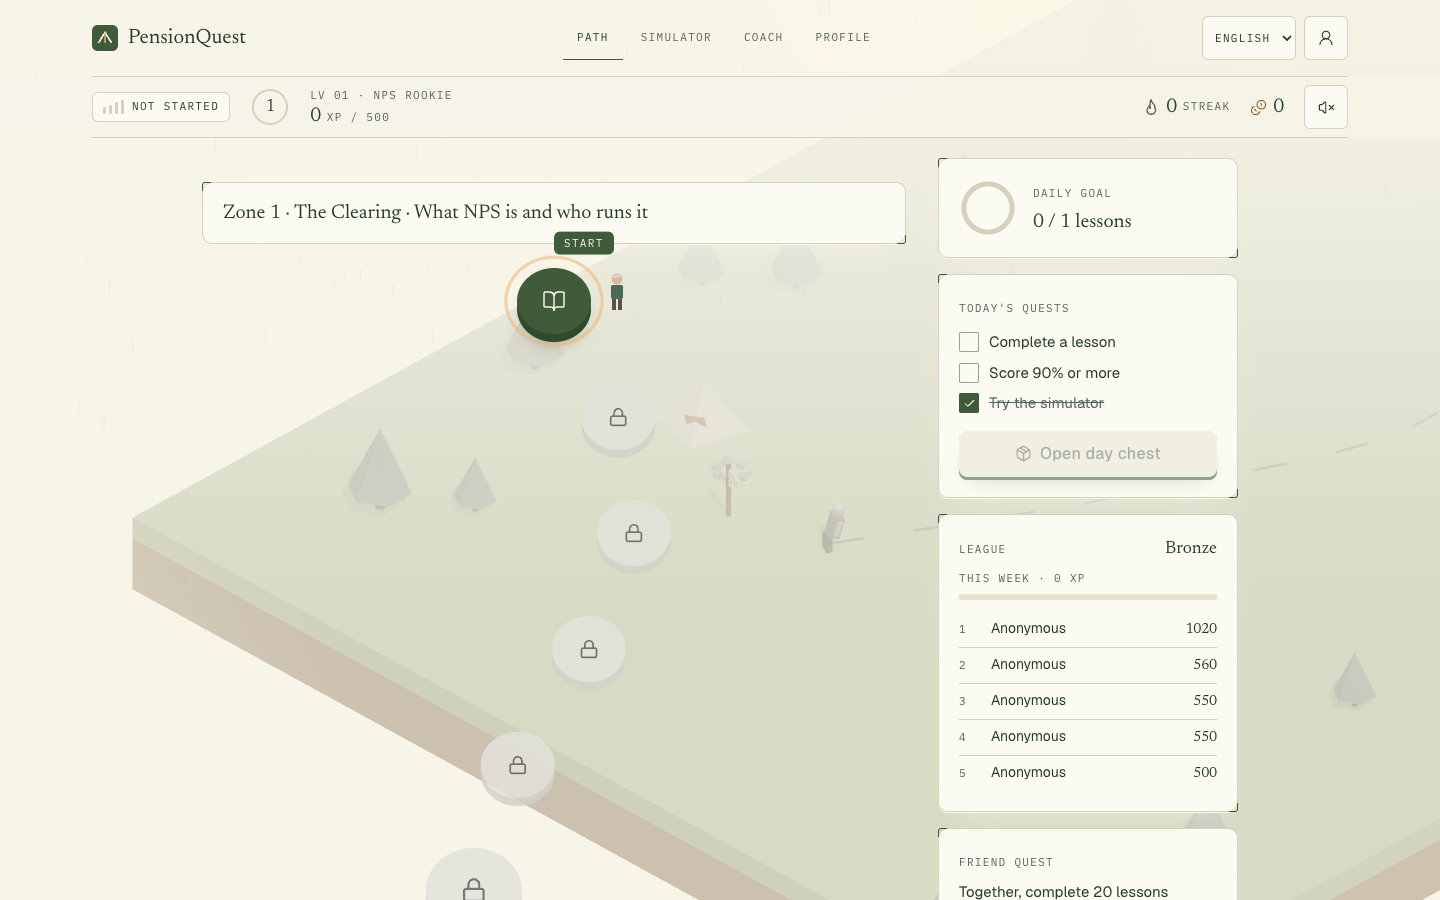 PensionQuest
PATH
SIMULATOR
COACH
PROFILE
ENGLISH
NOT STARTED
1
LV 01 · NPS ROOKIE
0 XP / 500
0 STREAK
0
Zone 1 · The Clearing · What NPS is and who runs it
START
DAILY GOAL
0 / 1 lessons
TODAY'S QUESTS
Complete a lesson
Score 90% or more
Try the simulator
Open day chest
LEAGUE
Bronze
THIS WEEK · 0 XP
1 Anonymous 1020
2 Anonymous 560
3 Anonymous 550
4 Anonymous 550
5 Anonymous 500
FRIEND QUEST
Together, complete 20 lessons